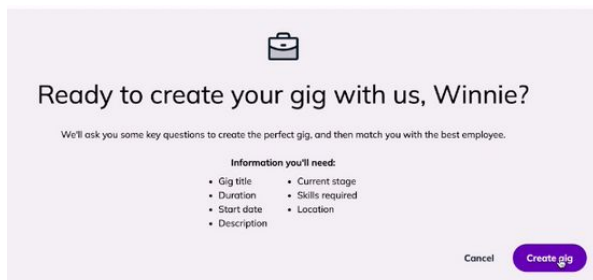 Ready to create your gig with us, Winnie?
We'll ask you some key questions to create the perfect gig, and then match you with the best employee.
Information you'll need:
• Gig title
• Duration
• Start date
• Description
• Current stage
• Skills required
• Location
Cancel
Create gig